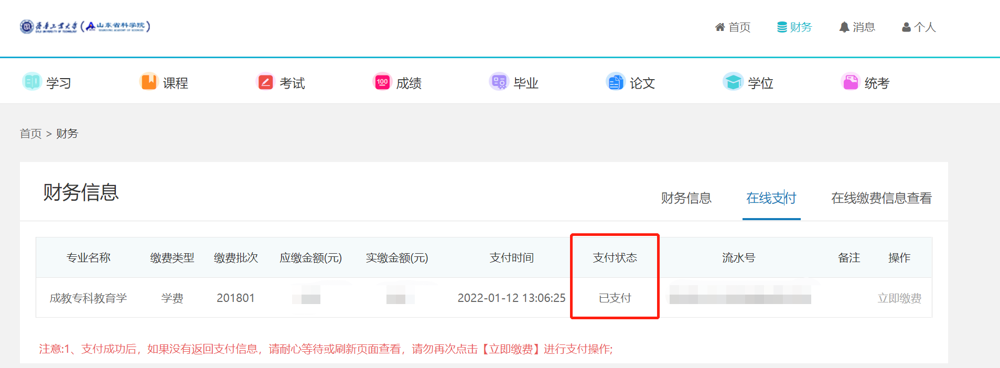 齐鲁工业大学(山东省科学院)
首页 财务 消息 个人
学习 课程 100 成绩 考试 毕业 论文 学位 统考
首页 > 财务
财务信息 财务信息 在线支付 在线缴费信息查看
专业名称 缴费类型 缴费批次 应缴金额(元) 实缴金额(元) 支付时间 支付状态 流水号 备注 操作
成教专科教育学 学费 201801 2022-01-12 13:06:25 已支付 立即缴费
注意:1、支付成功后，如果没有返回支付信息，请耐心等待或刷新页面查看，请勿再次点击【立即缴费】进行支付操作;